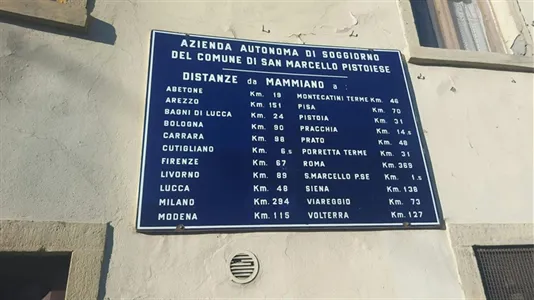 AZIENDA AUTONOMA DI SOGGIORNO
DEL COMUNE DI SAN MARCELLO PISTOIESE
DISTANZE da MAMMIANO a:
ABETONE Km. 19
AREZZO Km. 151
BAGNI DI LUCCA Km. 24
BOLOGNA Km. 90
CARRARA Km. 98
CUTIGLIANO Km. 6.5
FIRENZE Km. 67
LIVORNO Km. 89
LUCCA Km. 48
MILANO Km. 294
MODENA Km. 115
MONTECATINI TERME Km. 46
PISA Km. 70
PISTOIA Km. 31
PRACCHIA Km. 14.5
PRATO Km. 48
PORRETTA TERME Km. 31
ROMA Km. 369
S.MARCELLO P.SE Km. 1.5
SIENA Km. 138
VIAREGGIO Km. 73
VOLTERRA Km. 127